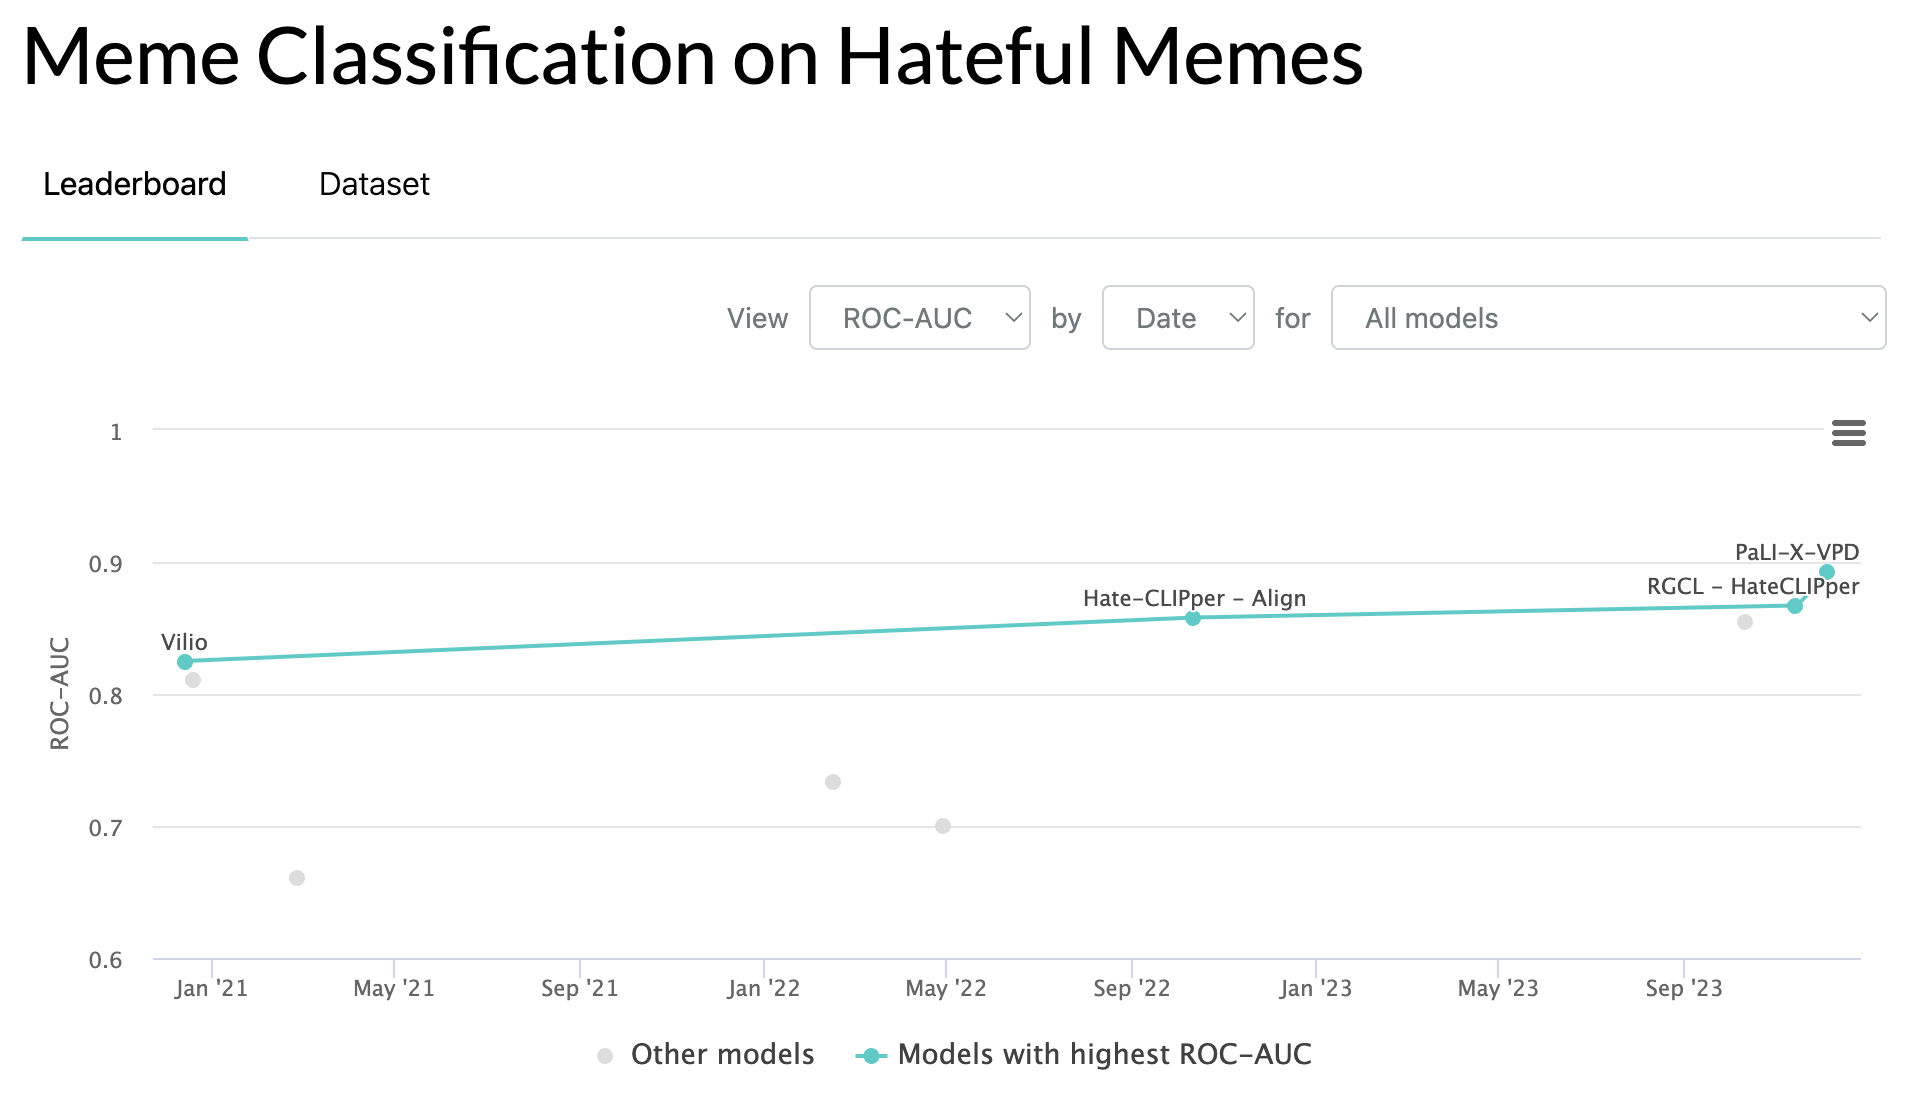 Meme Classification on Hateful Memes
Leaderboard Dataset
View ROC-AUC by Date for All models
1
0.9
0.8
0.7
0.6
ROC-AUC
Vilio
Hate-CLIPper - Align
PaLI-X-VPD
RGCL - HateCLIPper
Jan '21 May '21 Sep '21 Jan '22 May '22 Sep '22 Jan '23 May '23 Sep '23
Other models Models with highest ROC-AUC